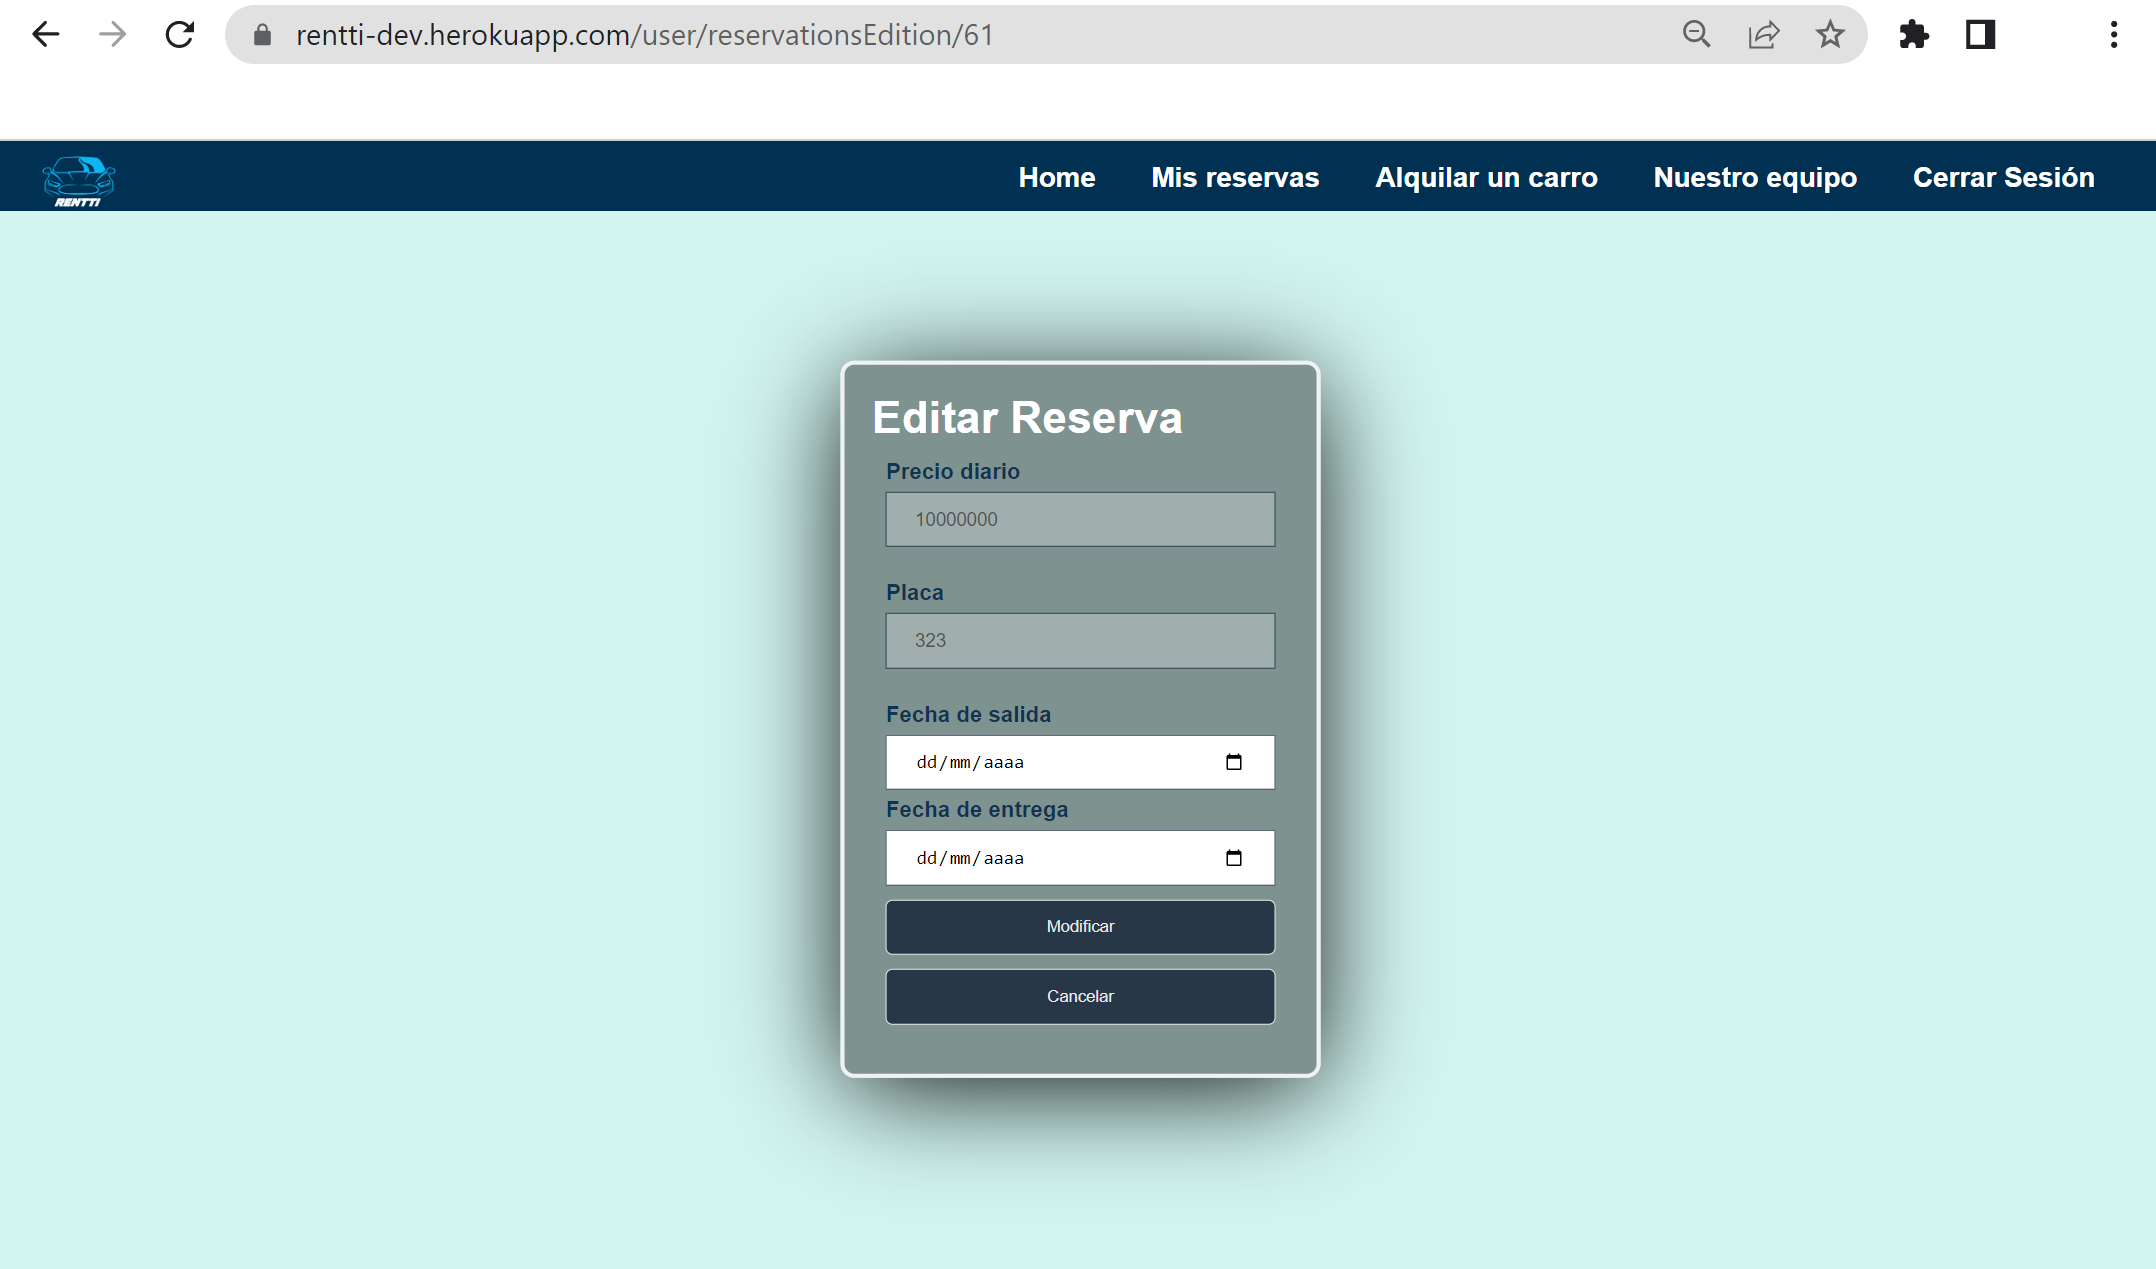 rentti-dev.herokuapp.com/user/reservationsEdition/61
RENTTI
Home Mis reservas Alquilar un carro Nuestro equipo Cerrar Sesión
Editar Reserva
Precio diario
10000000
Placa
323
Fecha de salida
dd/mm/aaaa
Fecha de entrega
dd/mm/aaaa
Modificar
Cancelar